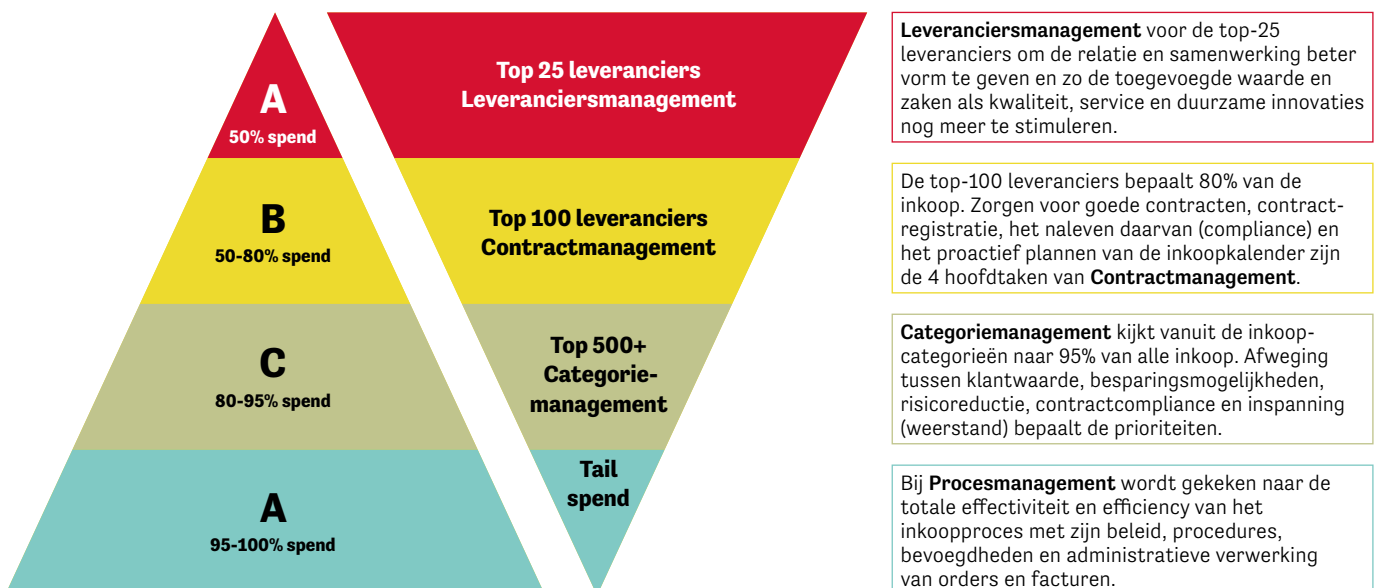 A
50% spend
B
50-80% spend
C
80-95% spend
A
95-100% spend
Top 25 leveranciers
Leveranciersmanagement
Top 100 leveranciers
Contractmanagement
Top 500+
Categorie-
management
Tail
spend
Leveranciersmanagement voor de top-25
leveranciers om de relatie en samenwerking beter
vorm te geven en zo de toegevoegde waarde en
zaken als kwaliteit, service en duurzame innovaties
nog meer te stimuleren.
De top-100 leveranciers bepaalt 80% van de
inkoop. Zorgen voor goede contracten, contract-
registratie, het naleven daarvan (compliance) en
het proactief plannen van de inkoopkalender zijn
de 4 hoofdtaken van Contractmanagement.
Categoriemanagement kijkt vanuit de inkoop-
categorieën naar 95% van alle inkoop. Afweging
tussen klantwaarde, besparingsmogelijkheden,
risicoreductie, contractcompliance en inspanning
(weerstand) bepaalt de prioriteiten.
Bij Procesmanagement wordt gekeken naar de
totale effectiviteit en efficiency van het
inkoopproces met zijn beleid, procedures,
bevoegdheden en administratieve verwerking
van orders en facturen.